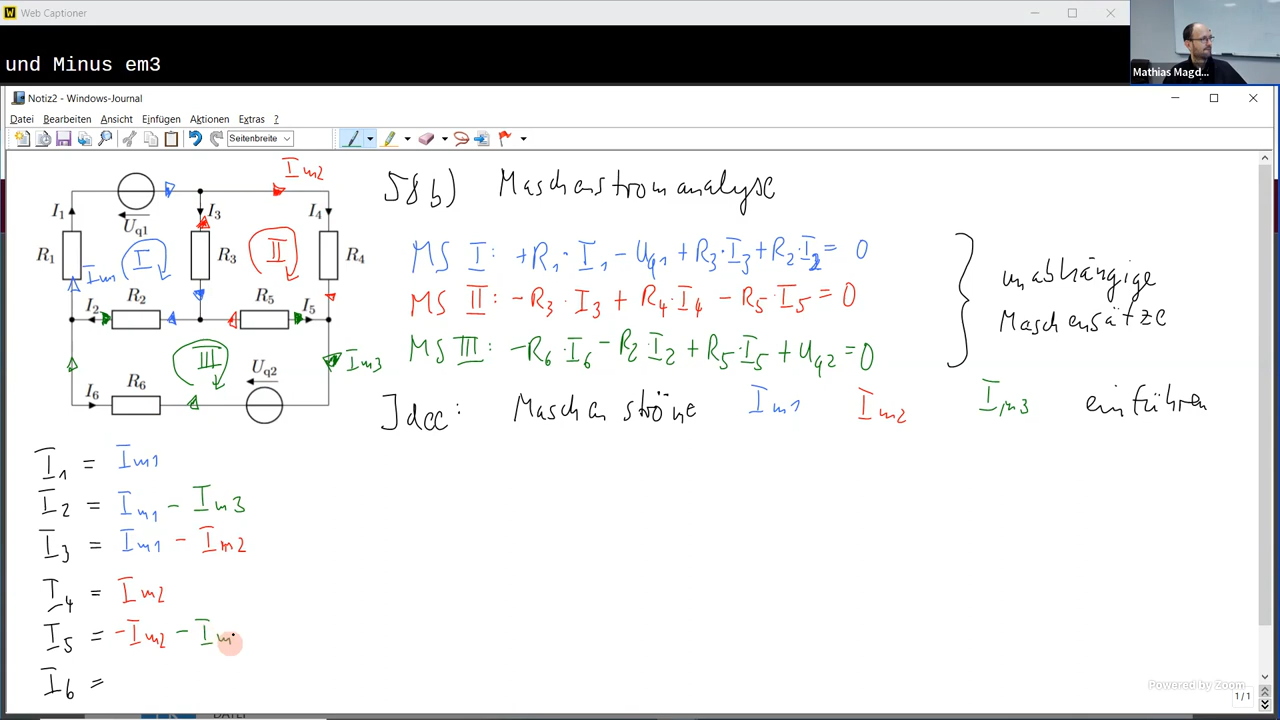 Web Captioner
und Minus em3
Mathias Magd...
Notiz2 - Windows-Journal
Datei Bearbeiten Ansicht Einfügen Aktionen Extras ?
Seitenbreite
I1 Uq1 I3 I4 Im2
R1 Im1 I R3 II R4
I2 R2 R5 I5
III Im3
I6 R6 Uq2
58b) Maschenstromanalyse
MS I: +R1·I1 - Uq1 + R3·I3 + R2·I2 = 0
MS II: -R3·I3 + R4·I4 - R5·I5 = 0
MS III: -R6·I6 - R2·I2 + R5·I5 + Uq2 = 0
unabhängige
Maschensätze
Idee: Maschenströme Im1 Im2 Im3 einführen
I1 = Im1
I2 = Im1 - Im3
I3 = Im1 - Im2
I4 = Im2
I5 = -Im2 - Im
I6 =
Powered by Zoom
1/1